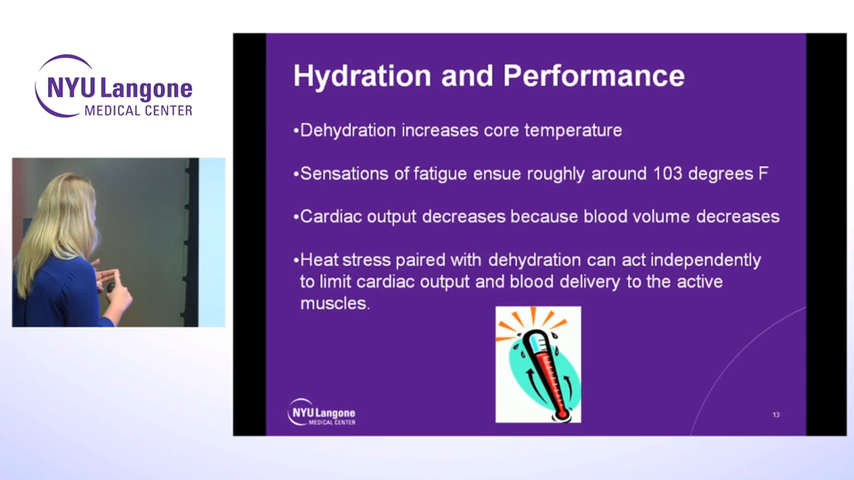 NYU Langone
MEDICAL CENTER
Hydration and Performance
•Dehydration increases core temperature
•Sensations of fatigue ensue roughly around 103 degrees F
•Cardiac output decreases because blood volume decreases
•Heat stress paired with dehydration can act independently
to limit cardiac output and blood delivery to the active
muscles.
NYU Langone
MEDICAL CENTER
13